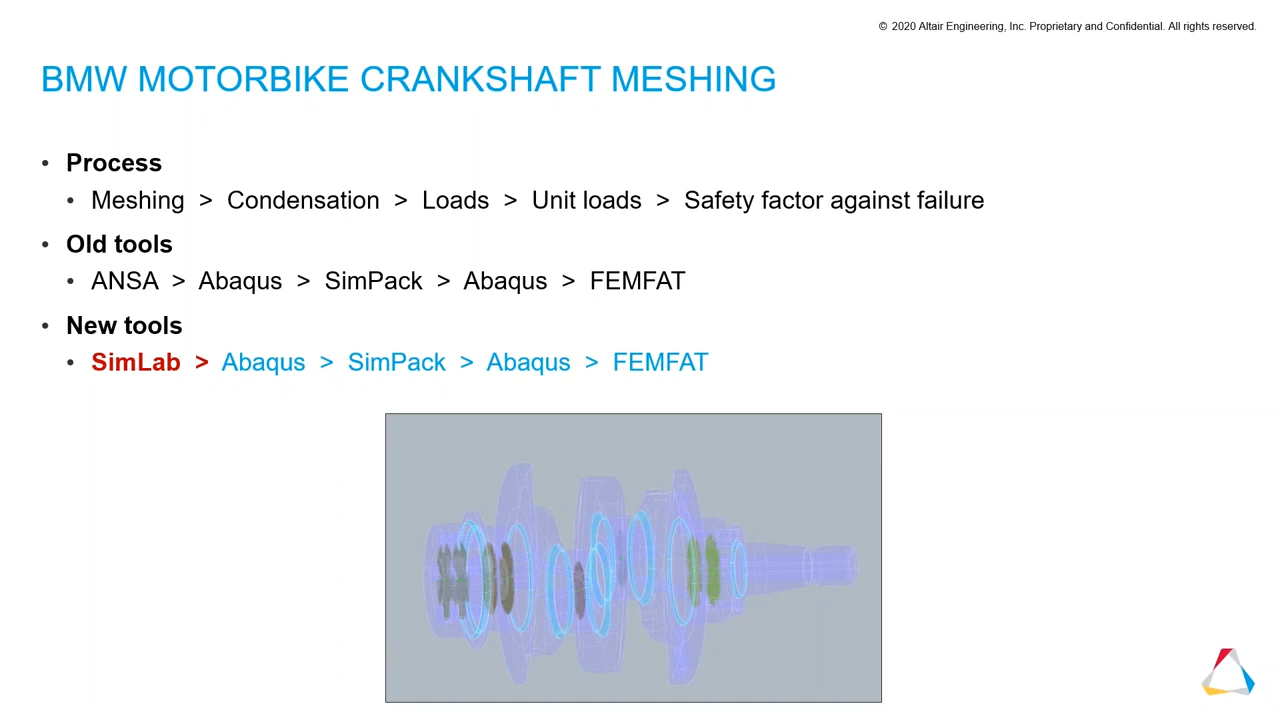 © 2020 Altair Engineering, Inc. Proprietary and Confidential. All rights reserved.
BMW MOTORBIKE CRANKSHAFT MESHING
• Process
• Meshing > Condensation > Loads > Unit loads > Safety factor against failure
• Old tools
• ANSA > Abaqus > SimPack > Abaqus > FEMFAT
• New tools
• SimLab > Abaqus > SimPack > Abaqus > FEMFAT